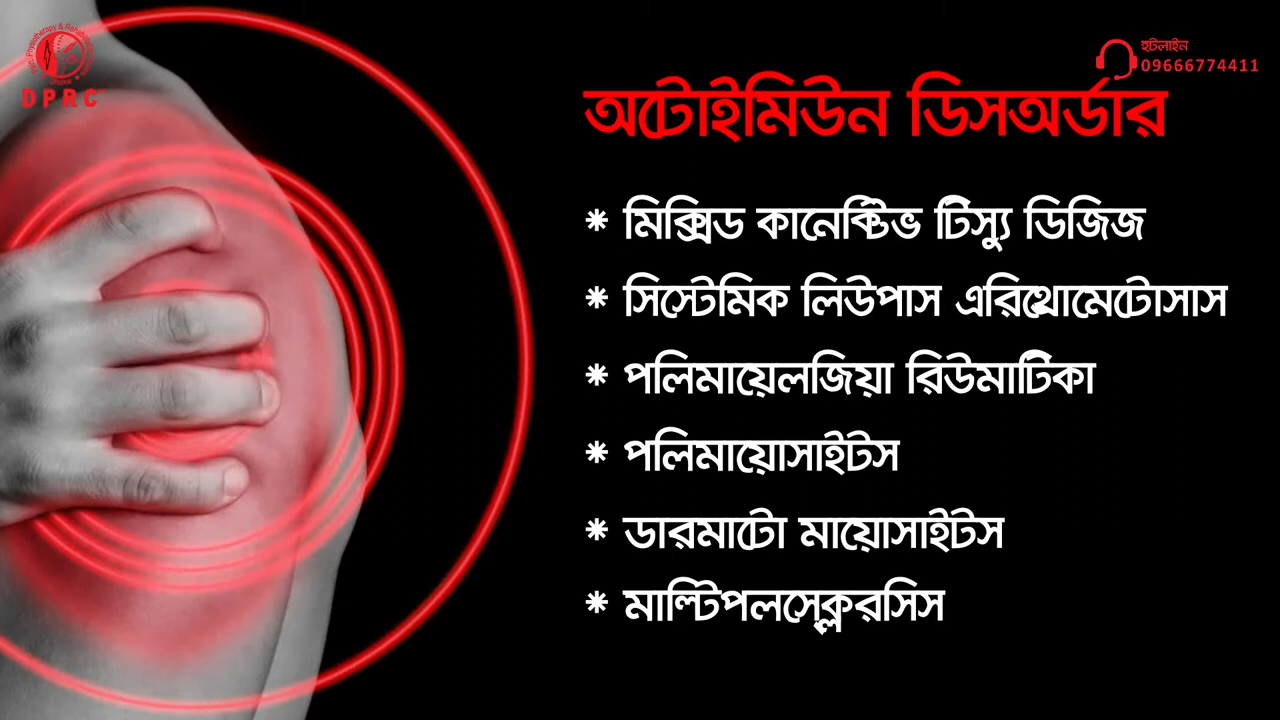 DPRC
হটলাইন
09666774411
অটোইমিউন ডিসঅর্ডার
* মিক্সিড কানেক্টিভ টিস্যু ডিজিজ
* সিস্টেমিক লিউপাস এরিথ্রোমেটোসাস
* পলিমায়েলজিয়া রিউমাটিকা
* পলিমায়োসাইটস
* ডারমাটো মায়োসাইটস
* মাল্টিপলস্ক্লেরসিস